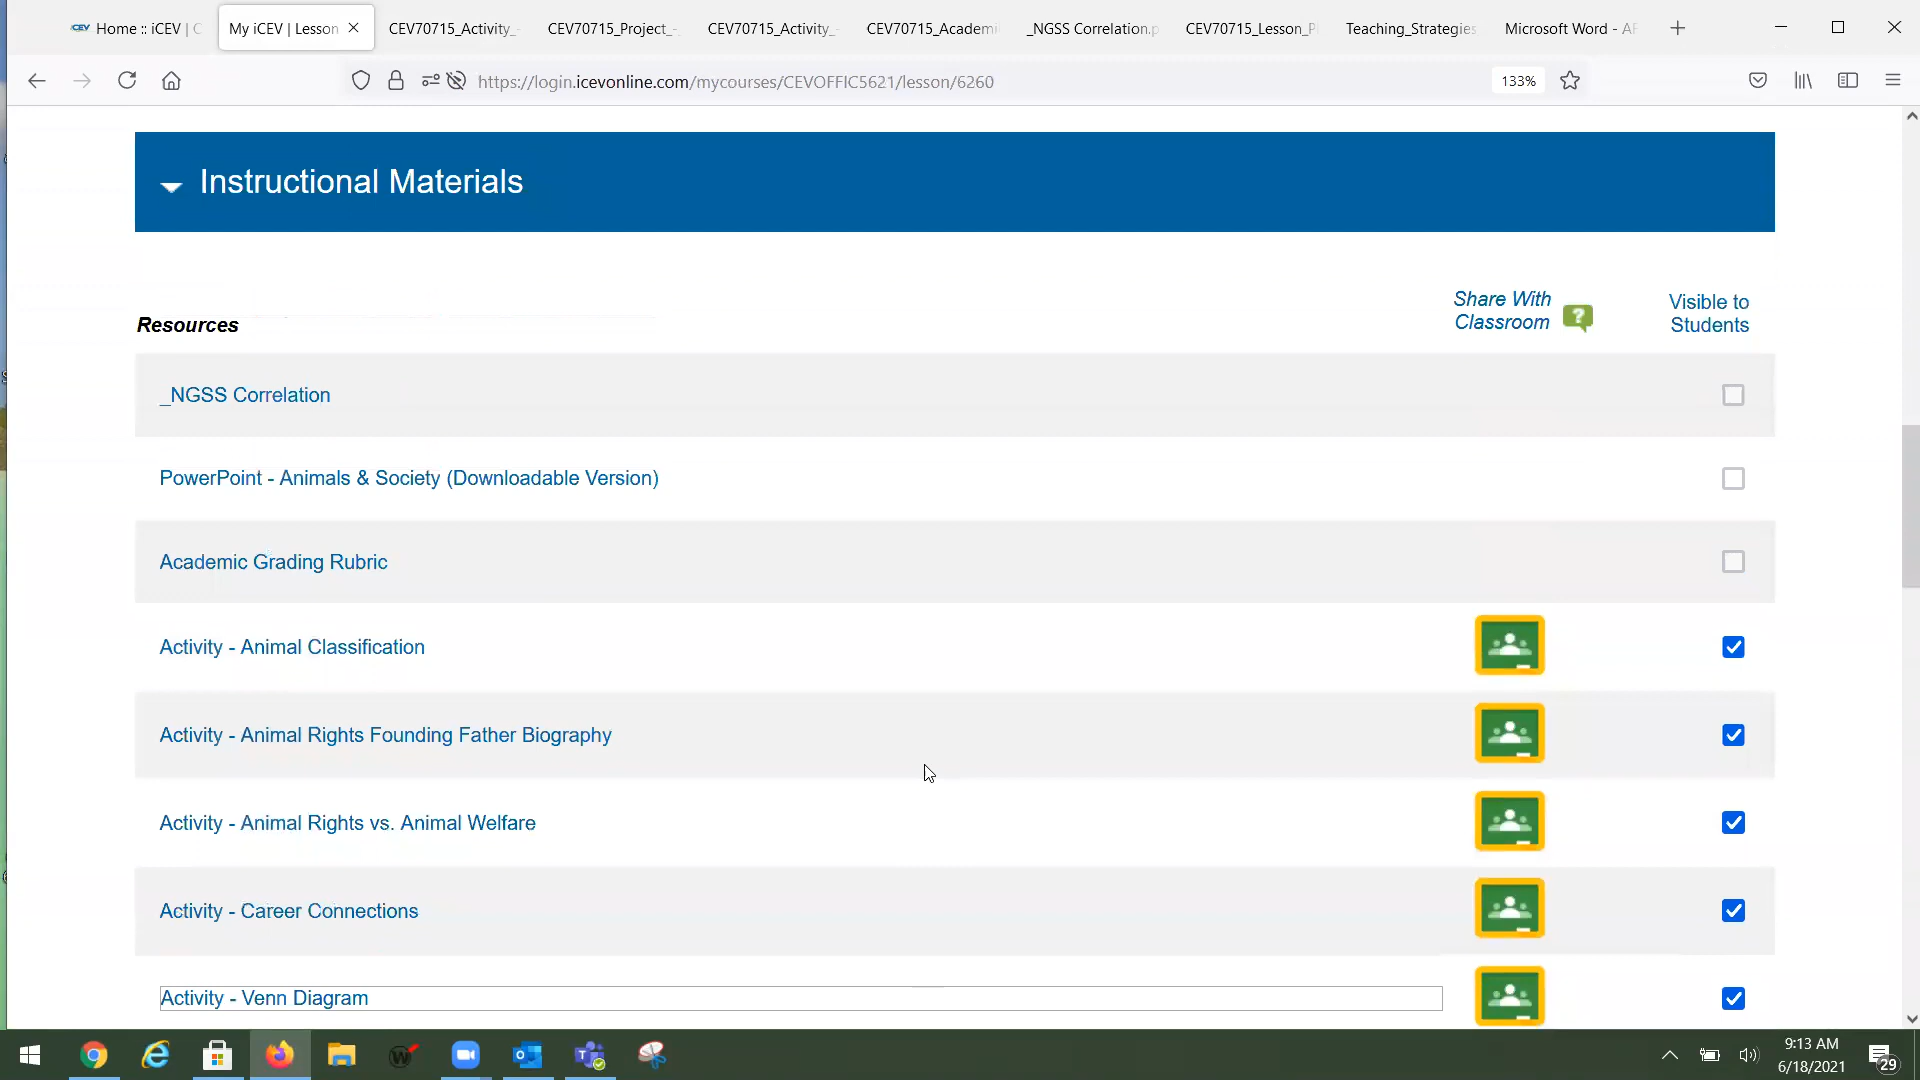 Home :: iCEV | C
My iCEV | Lesson
CEV70715_Activity_-
CEV70715_Project_-
CEV70715_Activity_-
CEV70715_Academi
_NGSS Correlation.p
CEV70715_Lesson_P
Teaching_Strategies
Microsoft Word - AF
https://login.icevonline.com/mycourses/CEVOFFIC5621/lesson/6260
133%
Instructional Materials
Resources
Share With
Classroom
?
Visible to
Students
_NGSS Correlation
PowerPoint - Animals & Society (Downloadable Version)
Academic Grading Rubric
Activity - Animal Classification
Activity - Animal Rights Founding Father Biography
Activity - Animal Rights vs. Animal Welfare
Activity - Career Connections
Activity - Venn Diagram
9:13 AM
6/18/2021
29